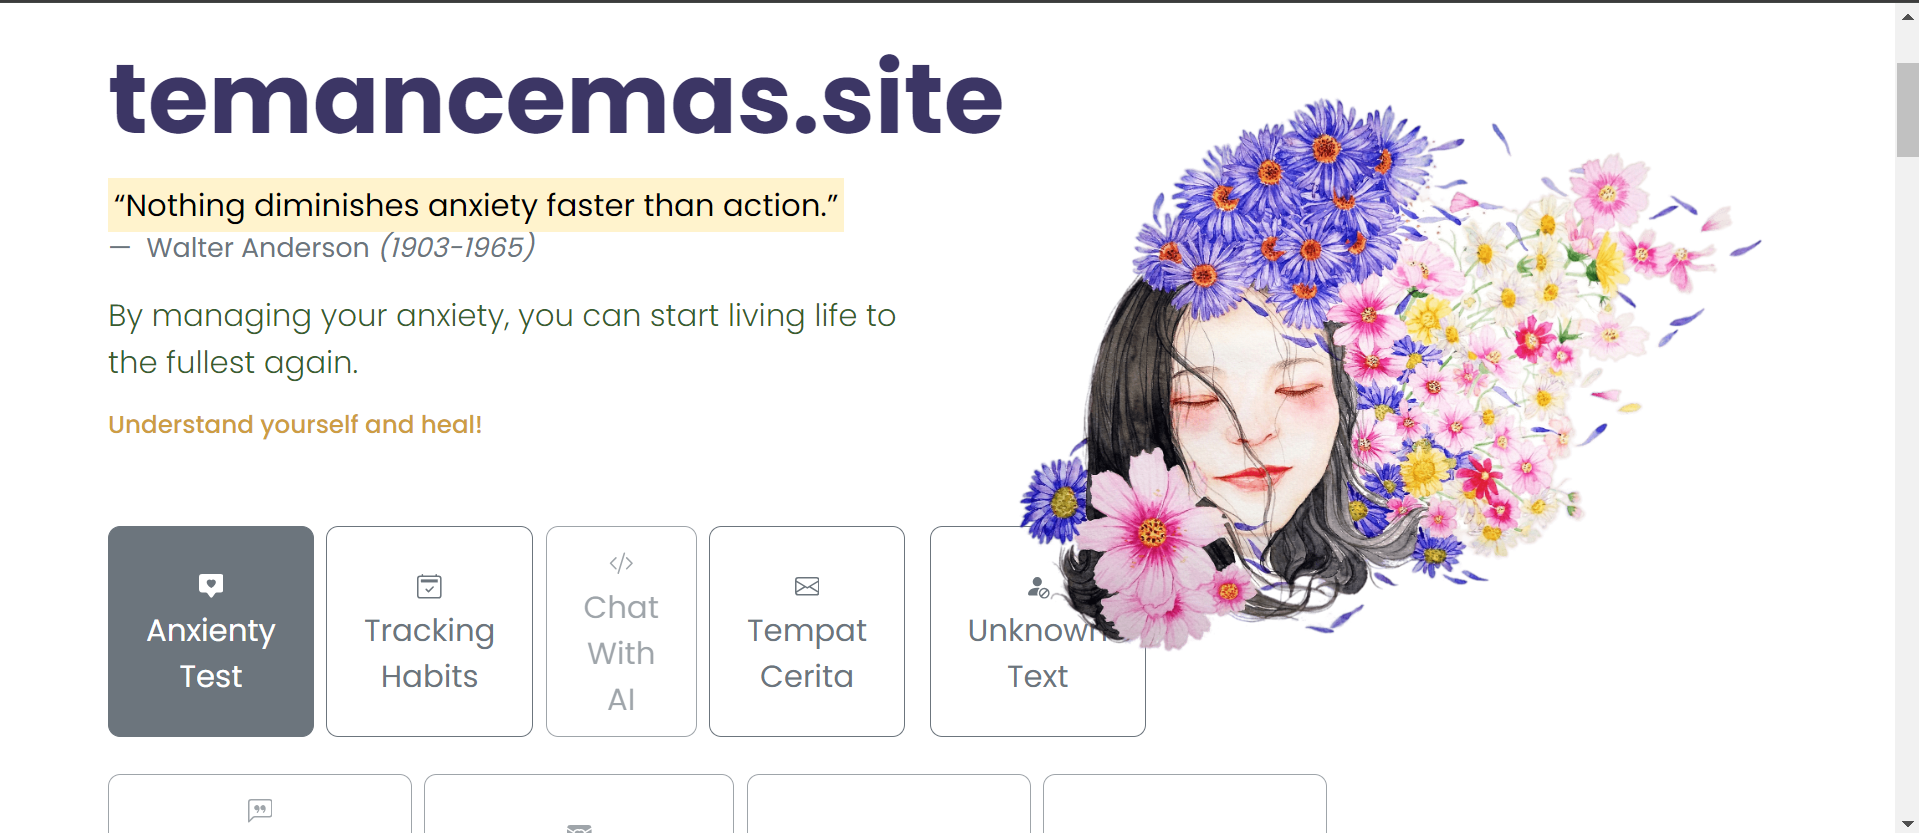 temancemas.site
“Nothing diminishes anxiety faster than action.”
— Walter Anderson (1903-1965)
By managing your anxiety, you can start living life to
the fullest again.
Understand yourself and heal!
Anxienty
Test
Tracking
Habits
Chat
With
AI
Tempat
Cerita
Unknown
Text